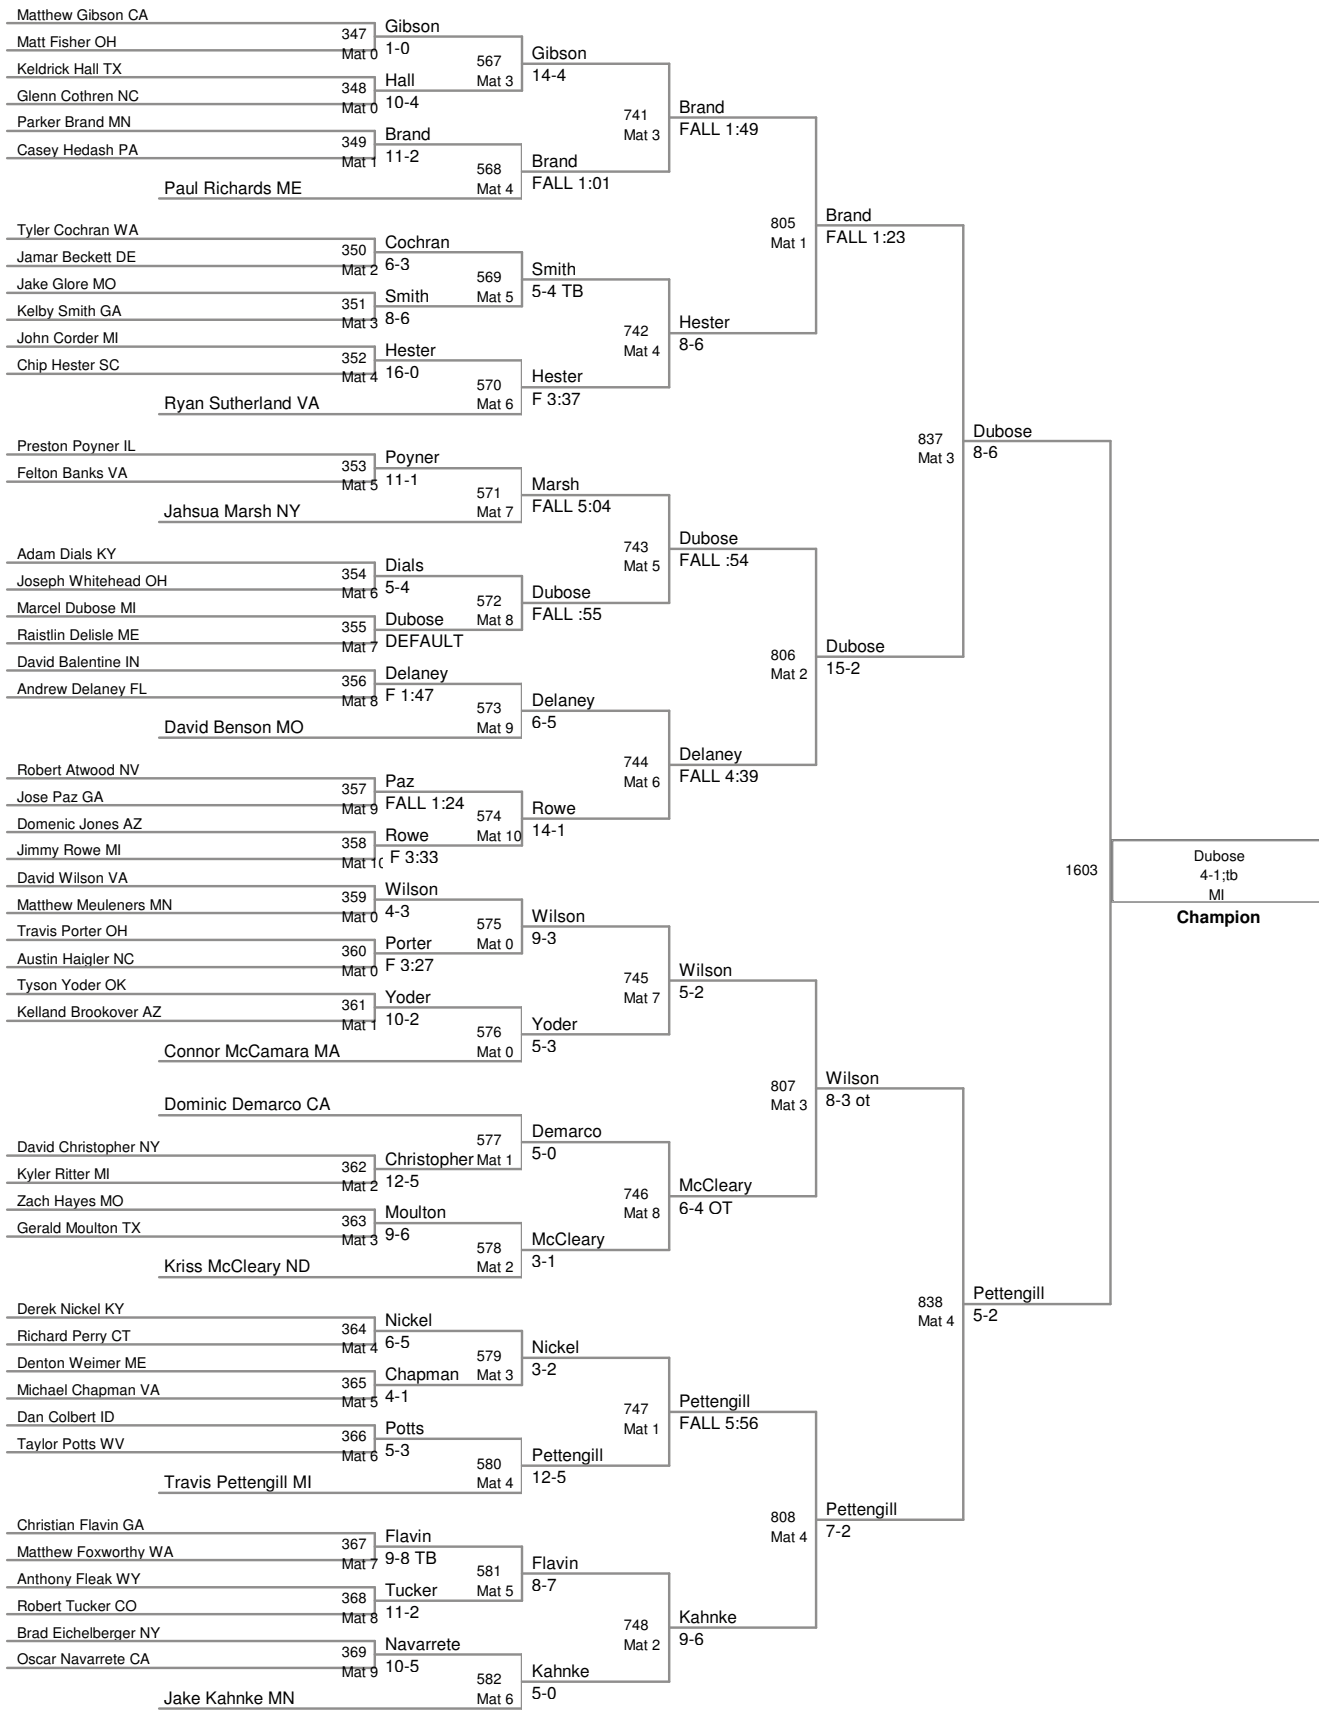 Matthew Gibson CA
Matt Fisher OH
347
Mat 0
Gibson
1-0
Keldrick Hall TX
Glenn Cothren NC
348
Mat 0
Hall
10-4
567
Mat 3
Gibson
14-4
Parker Brand MN
Casey Hedash PA
349
Mat 1
Brand
11-2
Paul Richards ME
568
Mat 4
Brand
FALL 1:01
741
Mat 3
Brand
FALL 1:49
Tyler Cochran WA
Jamar Beckett DE
350
Mat 2
Cochran
6-3
Jake Glore MO
Kelby Smith GA
351
Mat 3
Smith
8-6
569
Mat 5
Smith
5-4 TB
John Corder MI
Chip Hester SC
352
Mat 4
Hester
16-0
Ryan Sutherland VA
570
Mat 6
Hester
F 3:37
742
Mat 4
Hester
8-6
805
Mat 1
Brand
FALL 1:23
Preston Poyner IL
Felton Banks VA
353
Mat 5
Poyner
11-1
Jahsua Marsh NY
571
Mat 7
Marsh
FALL 5:04
Adam Dials KY
Joseph Whitehead OH
354
Mat 6
Dials
5-4
Marcel Dubose MI
Raistlin Delisle ME
355
Mat 7
Dubose
DEFAULT
572
Mat 8
Dubose
FALL :55
743
Mat 5
Dubose
FALL :54
David Balentine IN
Andrew Delaney FL
356
Mat 8
Delaney
F 1:47
David Benson MO
573
Mat 9
Delaney
6-5
Robert Atwood NV
Jose Paz GA
357
Mat 9
Paz
FALL 1:24
Domenic Jones AZ
Jimmy Rowe MI
358
Mat 10
Rowe
F 3:33
574
Mat 10
Rowe
14-1
744
Mat 6
Delaney
FALL 4:39
806
Mat 2
Dubose
15-2
837
Mat 3
Dubose
8-6
David Wilson VA
Matthew Meuleners MN
359
Mat 0
Wilson
4-3
Travis Porter OH
Austin Haigler NC
360
Mat 0
Porter
F 3:27
575
Mat 0
Wilson
9-3
Tyson Yoder OK
Kelland Brookover AZ
361
Mat 1
Yoder
10-2
Connor McCamara MA
576
Mat 0
Yoder
5-3
745
Mat 7
Wilson
5-2
Dominic Demarco CA
David Christopher NY
Kyler Ritter MI
362
Mat 2
Christopher
12-5
577
Mat 1
Demarco
5-0
Zach Hayes MO
Gerald Moulton TX
363
Mat 3
Moulton
9-6
Kriss McCleary ND
578
Mat 2
McCleary
3-1
746
Mat 8
McCleary
6-4 OT
807
Mat 3
Wilson
8-3 ot
Derek Nickel KY
Richard Perry CT
364
Mat 4
Nickel
6-5
Denton Weimer ME
Michael Chapman VA
365
Mat 5
Chapman
4-1
579
Mat 3
Nickel
3-2
Dan Colbert ID
Taylor Potts WV
366
Mat 6
Potts
5-3
Travis Pettengill MI
580
Mat 4
Pettengill
12-5
747
Mat 1
Pettengill
FALL 5:56
Christian Flavin GA
Matthew Foxworthy WA
367
Mat 7
Flavin
9-8 TB
Anthony Fleak WY
Robert Tucker CO
368
Mat 8
Tucker
11-2
581
Mat 5
Flavin
8-7
Brad Eichelberger NY
Oscar Navarrete CA
369
Mat 9
Navarrete
10-5
Jake Kahnke MN
582
Mat 6
Kahnke
5-0
748
Mat 2
Kahnke
9-6
808
Mat 4
Pettengill
7-2
838
Mat 4
Pettengill
5-2
1603
Dubose
4-1;tb
MI
Champion